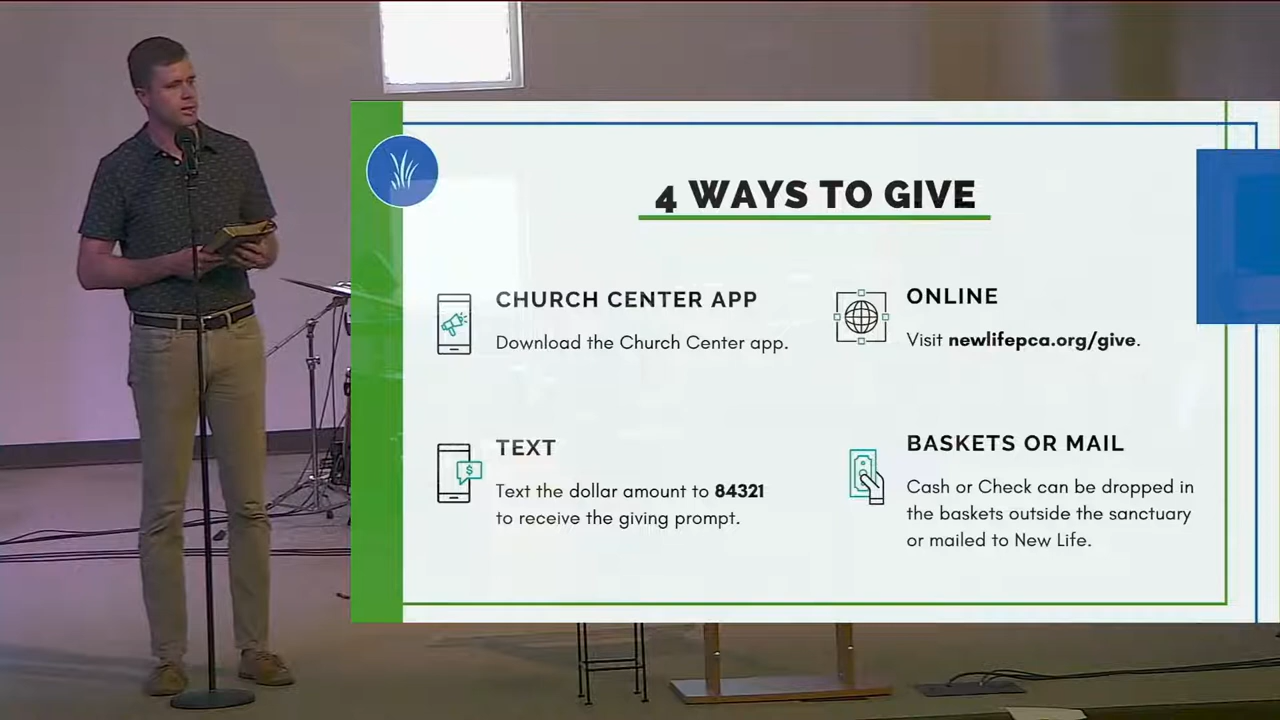 4 WAYS TO GIVE
CHURCH CENTER APP
Download the Church Center app.
ONLINE
Visit newlifepca.org/give.
TEXT
Text the dollar amount to 84321
to receive the giving prompt.
$
BASKETS OR MAIL
Cash or Check can be dropped in
the baskets outside the sanctuary
or mailed to New Life.